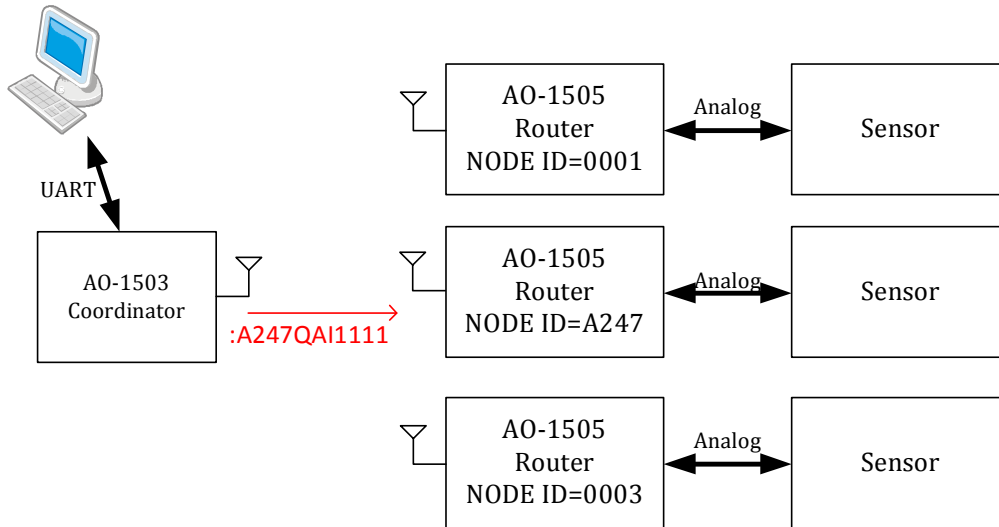 UART
AO-1503
Coordinator
:A247QAI1111
AO-1505
Router
NODE ID=0001
Analog
Sensor
AO-1505
Router
NODE ID=A247
Analog
Sensor
AO-1505
Router
NODE ID=0003
Analog
Sensor